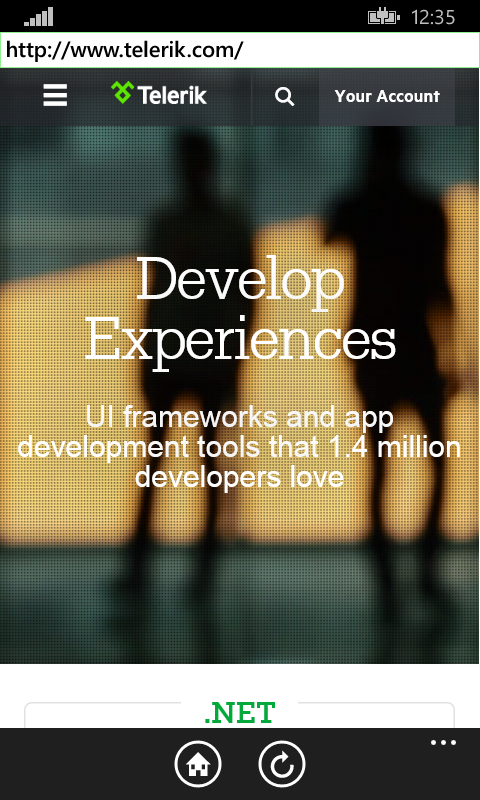 12:35
http://www.telerik.com/
Telerik
Your Account
Develop
Experiences
UI frameworks and app
development tools that 1.4 million
developers love
.NET